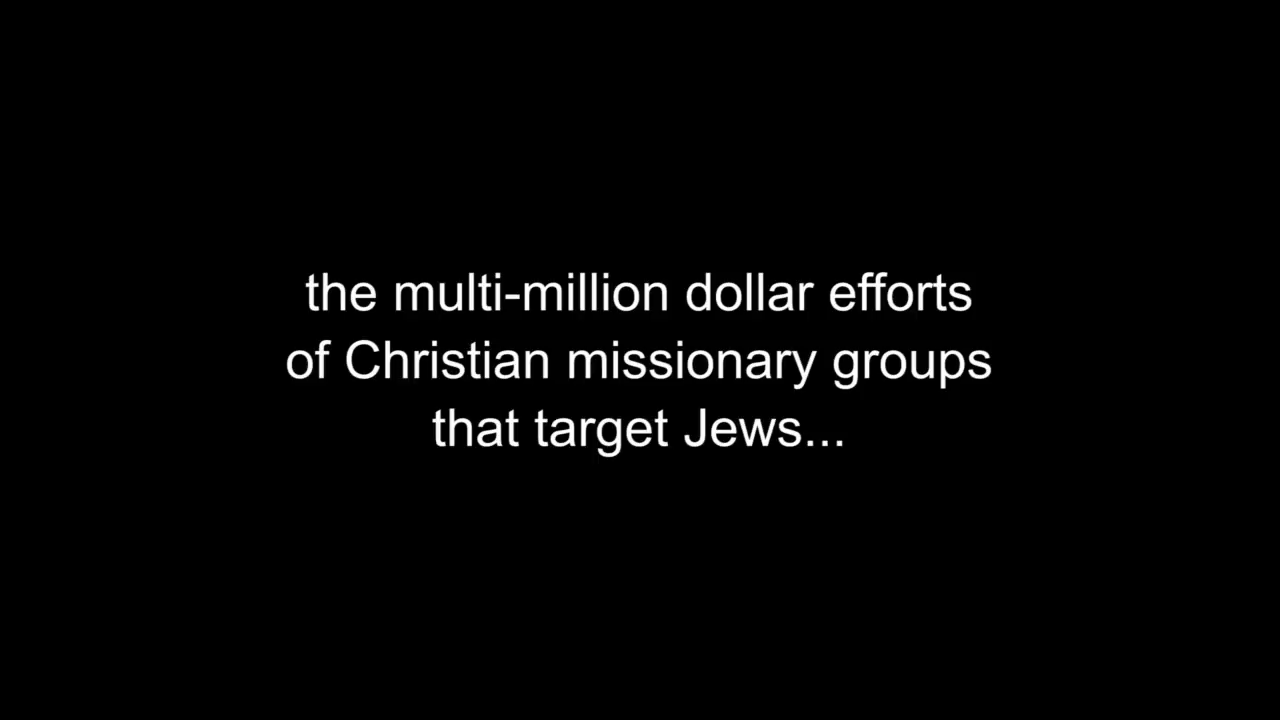 the multi-million dollar efforts
of Christian missionary groups
that target Jews...